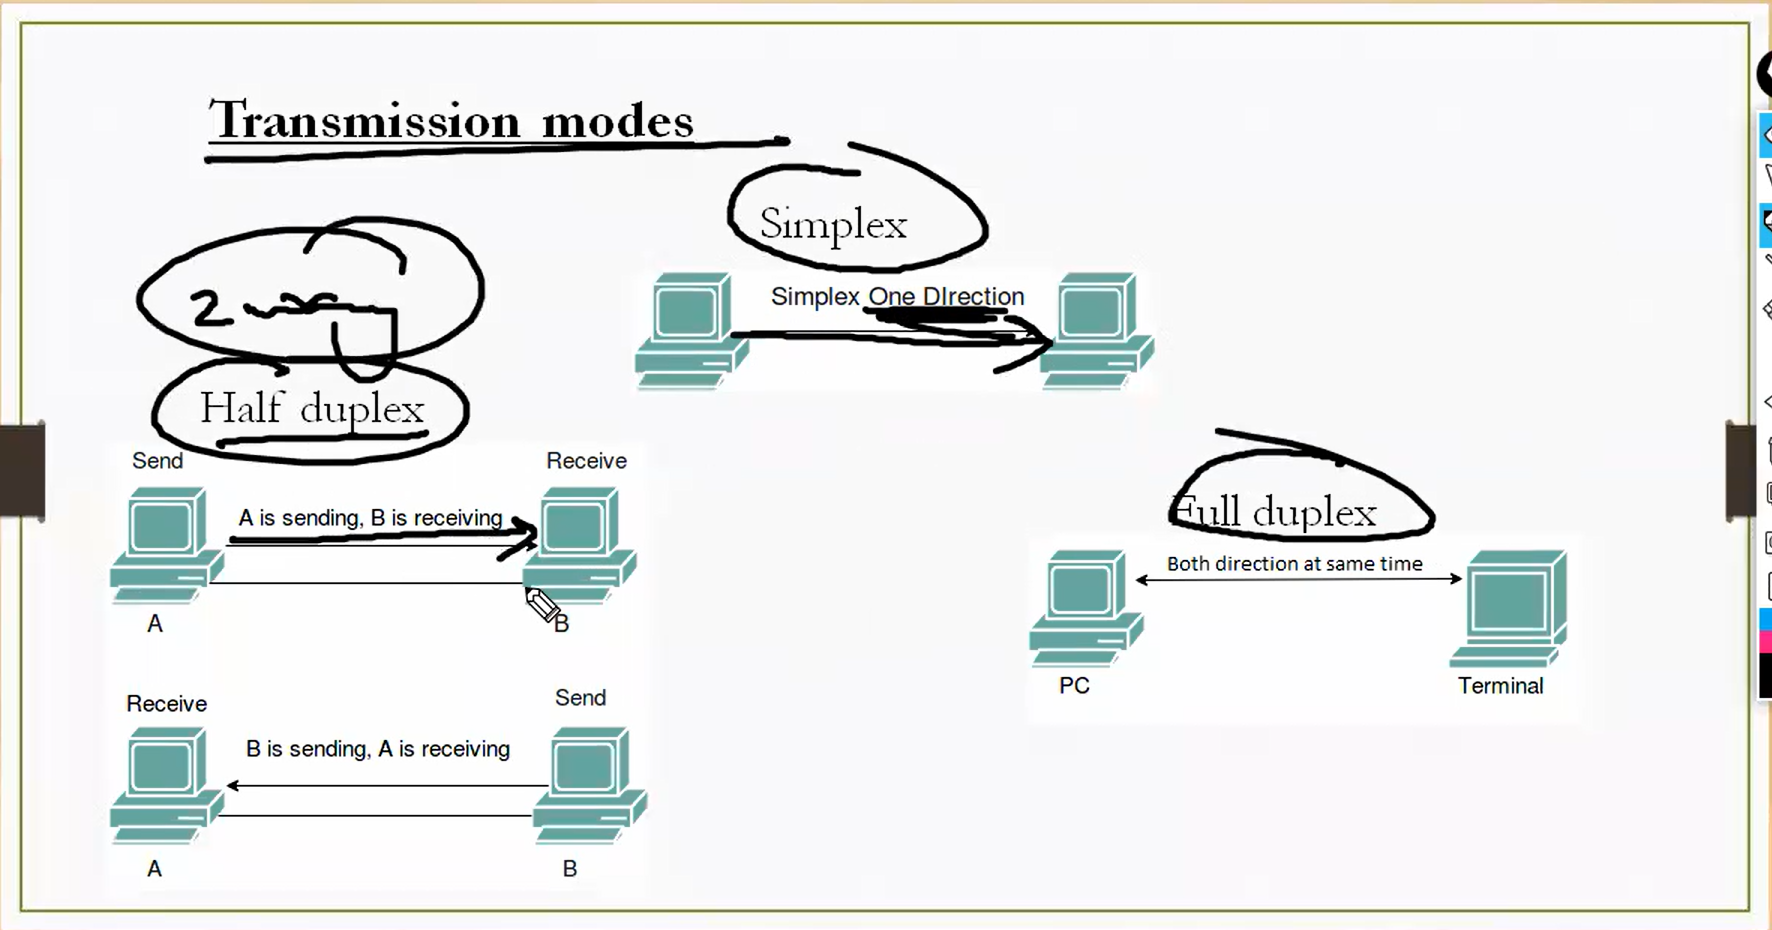 Transmission modes
Simplex
Simplex One DIrection
2
Half duplex
Send
Receive
A is sending, B is receiving
A
B
Receive
Send
B is sending, A is receiving
A
B
Full duplex
Both direction at same time
PC
Terminal